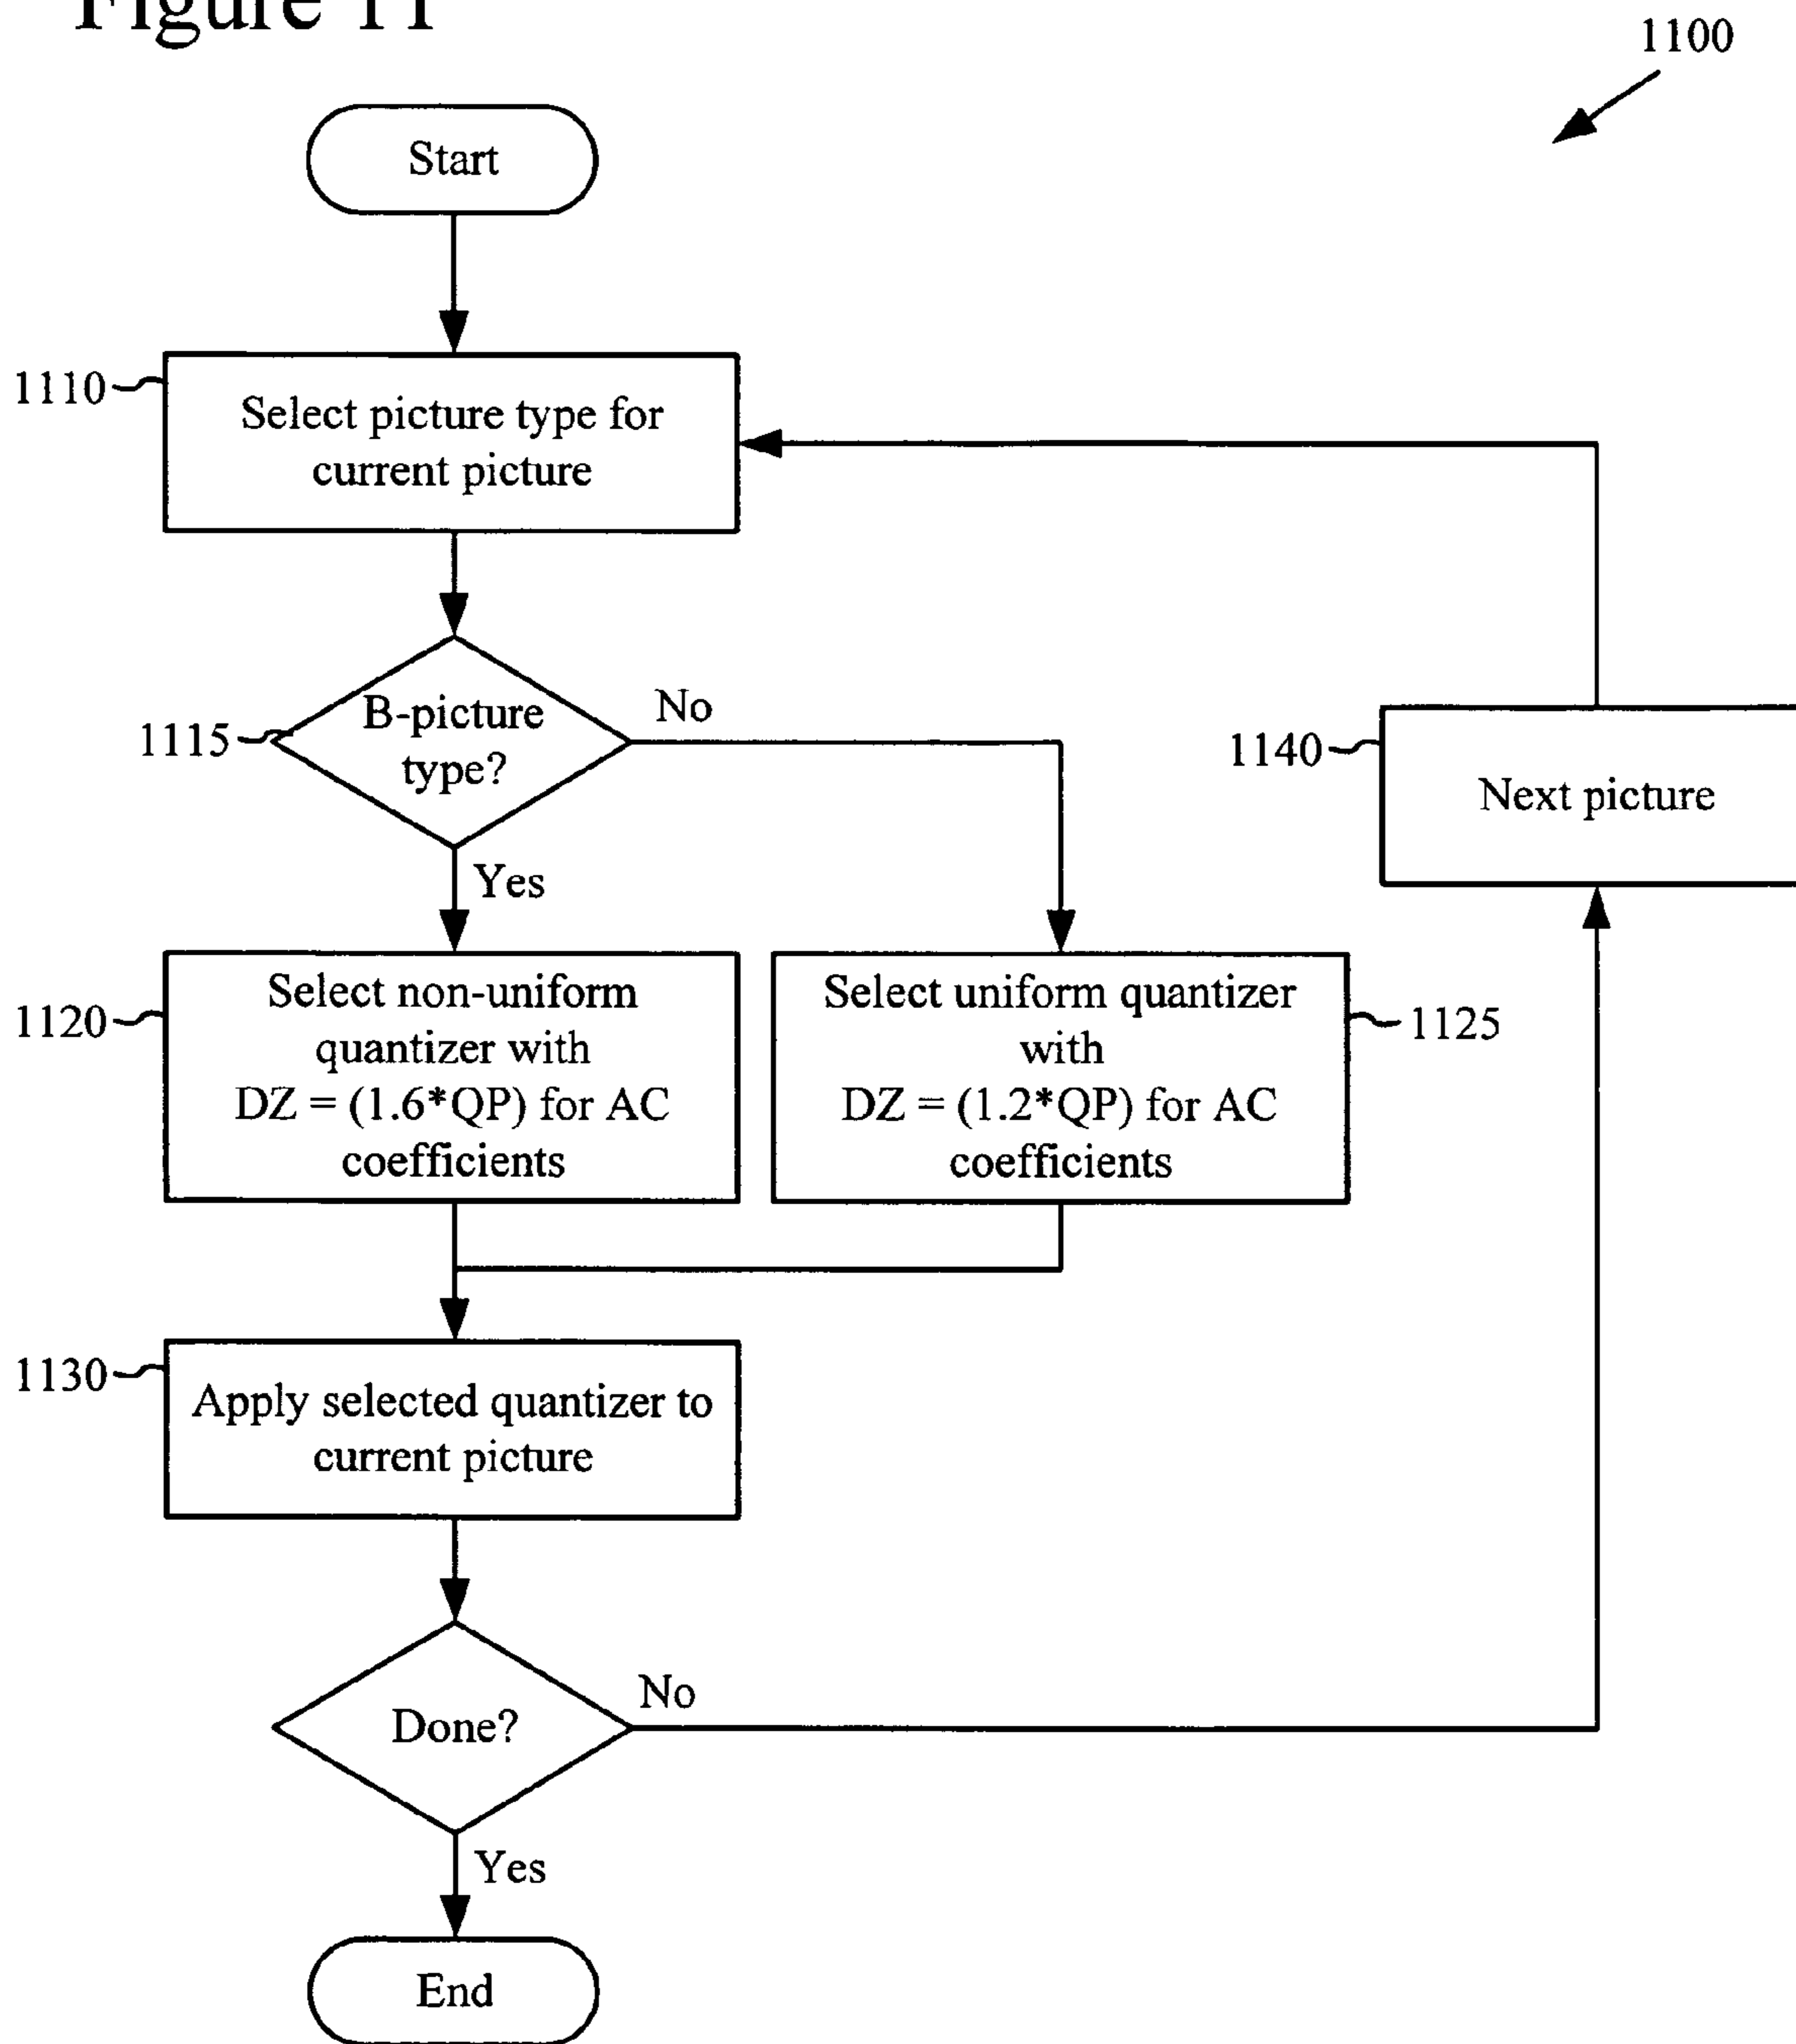 Figure 11
1100
Start
1110
Select picture type for
current picture
1115
B-picture
type?
No
Yes
1140
Next picture
1120
Select non-uniform
quantizer with
DZ = (1.6*QP) for AC
coefficients
Select uniform quantizer
with
DZ = (1.2*QP) for AC
coefficients
1125
1130
Apply selected quantizer to
current picture
Done?
No
Yes
End